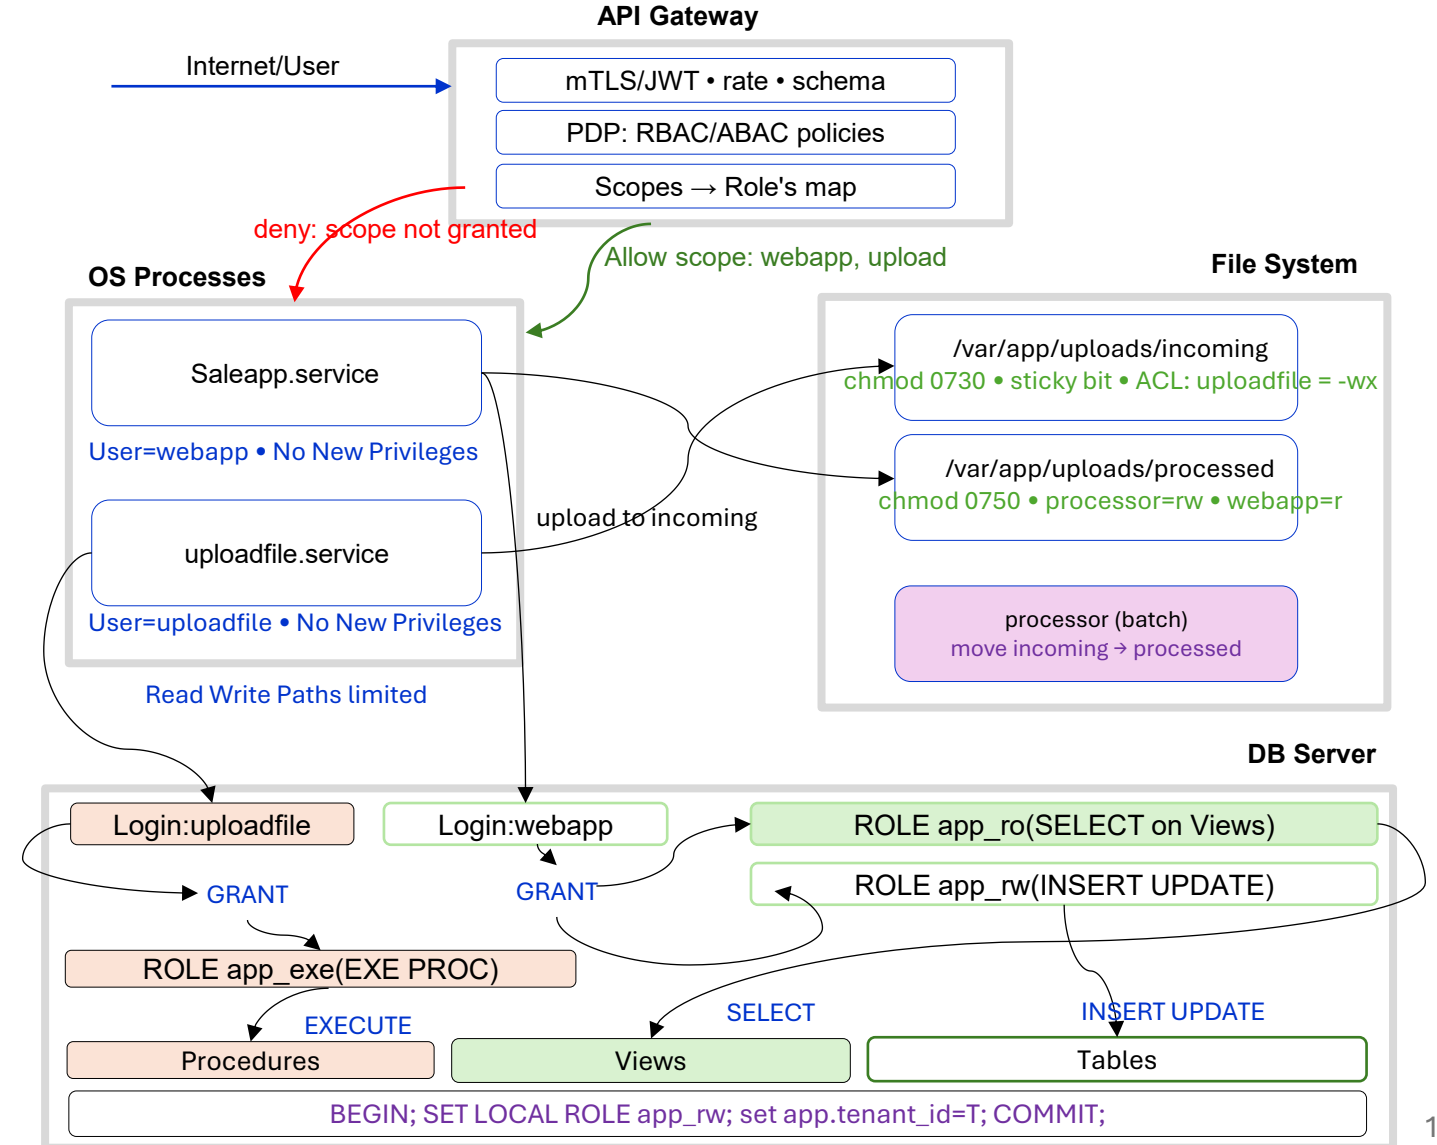 API Gateway
Internet/User
mTLS/JWT • rate • schema
PDP: RBAC/ABAC policies
Scopes → Role's map
deny: scope not granted
Allow scope: webapp, upload
OS Processes
File System
Saleapp.service
User=webapp • No New Privileges
/var/app/uploads/incoming
chmod 0730 • sticky bit • ACL: uploadfile = -wx
/var/app/uploads/processed
chmod 0750 • processor=rw • webapp=r
upload to incoming
uploadfile.service
User=uploadfile • No New Privileges
processor (batch)
move incoming → processed
Read Write Paths limited
DB Server
Login:uploadfile
Login:webapp
ROLE app_ro(SELECT on Views)
GRANT
GRANT
ROLE app_rw(INSERT UPDATE)
ROLE app_exe(EXE PROC)
EXECUTE
SELECT
INSERT UPDATE
Procedures
Views
Tables
BEGIN; SET LOCAL ROLE app_rw; set app.tenant_id=T; COMMIT;
1